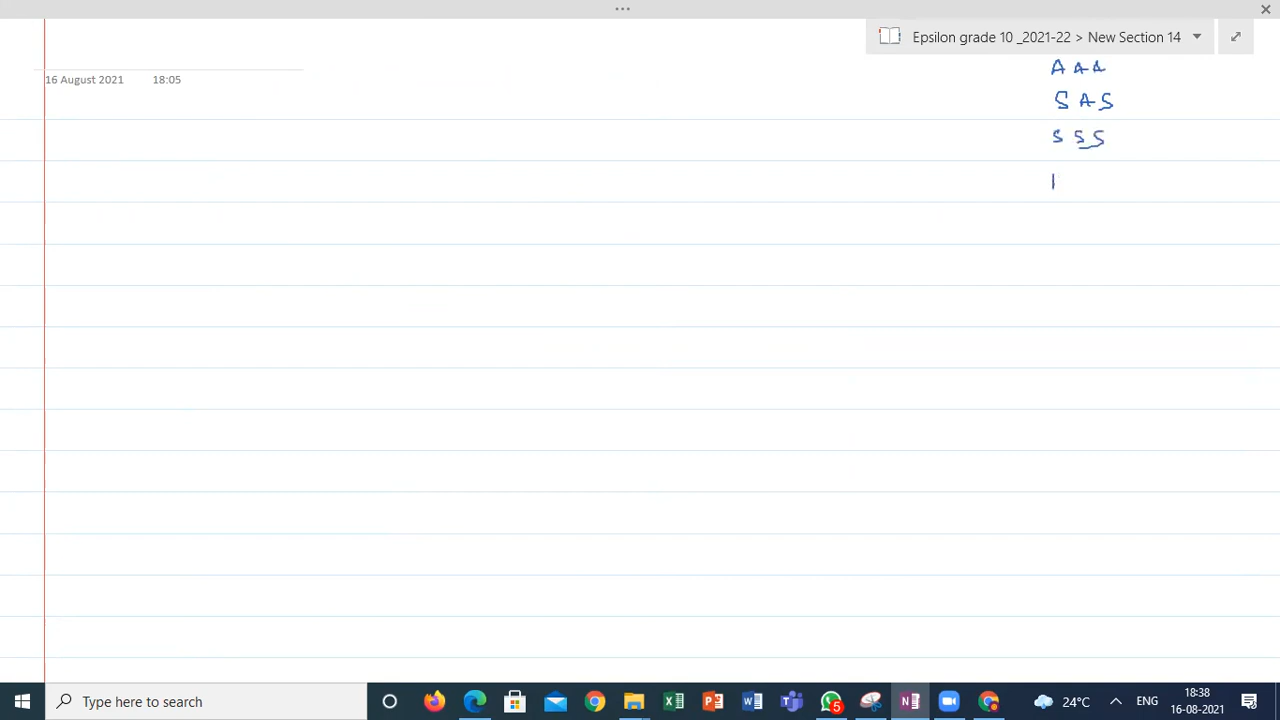 Epsilon grade 10 _2021-22 > New Section 14
A A A
16 August 2021 18:05
S A S
S S S
Type here to search
5
24°C
ENG
18:38
16-08-2021